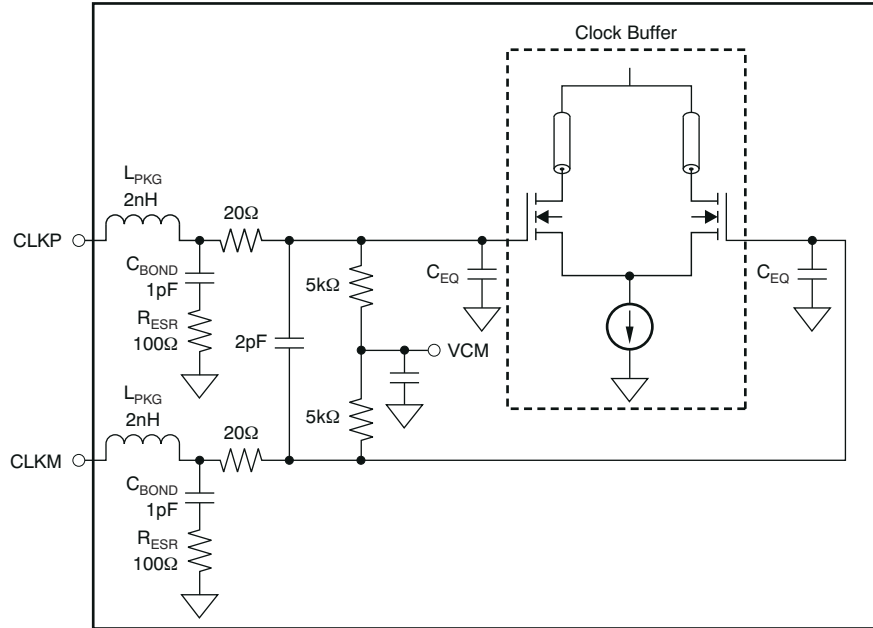 Clock Buffer
L_PKG
2nH
20Ω
CLKP
C_BOND
1pF
R_ESR
100Ω
5kΩ
C_EQ
C_EQ
2pF
VCM
L_PKG
2nH
20Ω
5kΩ
CLKM
C_BOND
1pF
R_ESR
100Ω